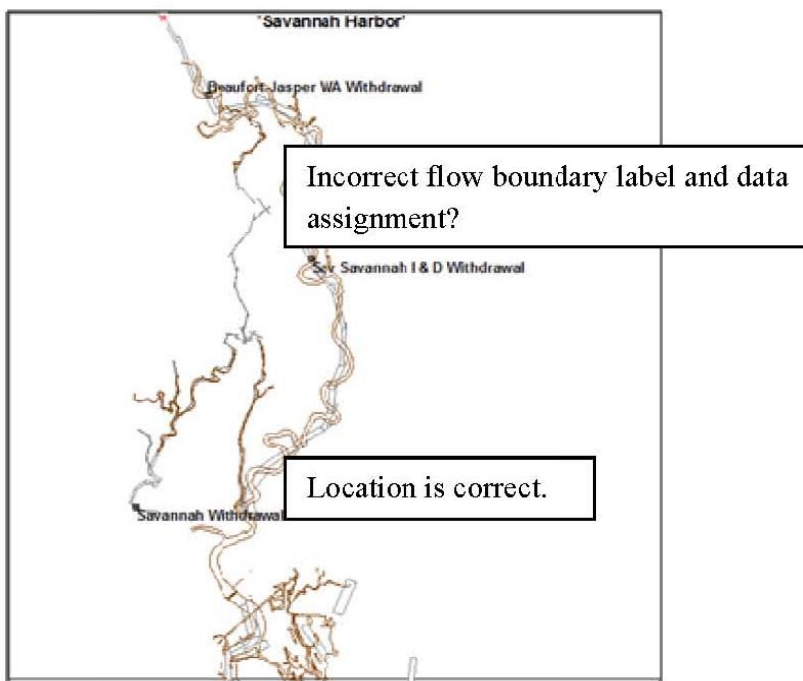 'Savannah Harbor'
Beaufort-Jasper WA Withdrawal
Incorrect flow boundary label and data
assignment?
Sav Savannah I & D Withdrawal
Location is correct.
Savannah Withdrawal